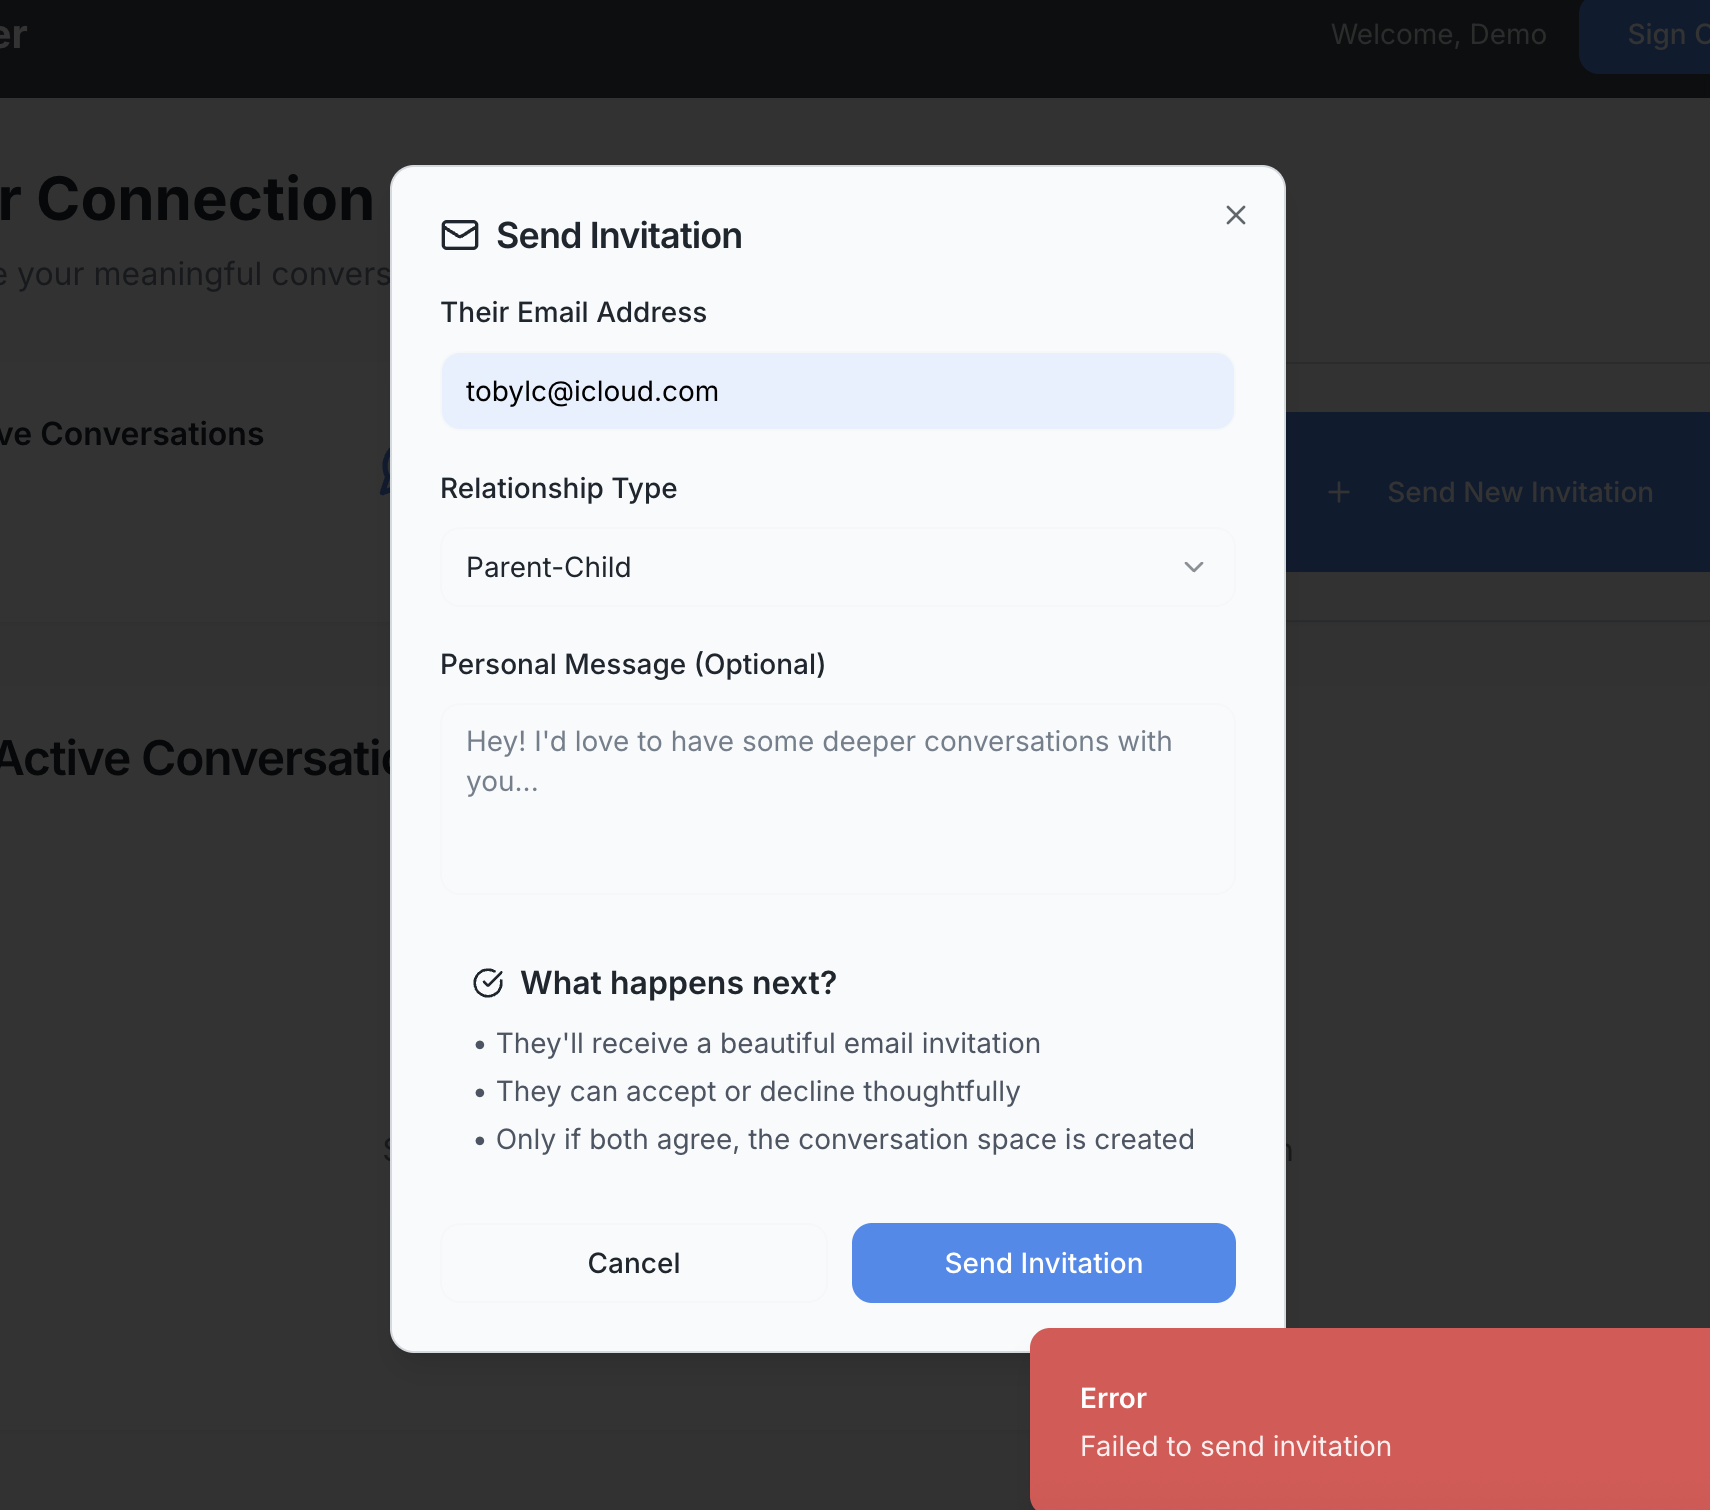 er
Welcome, Demo
Sign
r Connection
e your meaningful convers
ve Conversations
Send New Invitation
Active Conversatio
Send Invitation
Their Email Address
tobylc@icloud.com
Relationship Type
Parent-Child
Personal Message (Optional)
Hey! I'd love to have some deeper conversations with
you...
What happens next?
• They'll receive a beautiful email invitation
• They can accept or decline thoughtfully
• Only if both agree, the conversation space is created
Cancel
Send Invitation
Error
Failed to send invitation